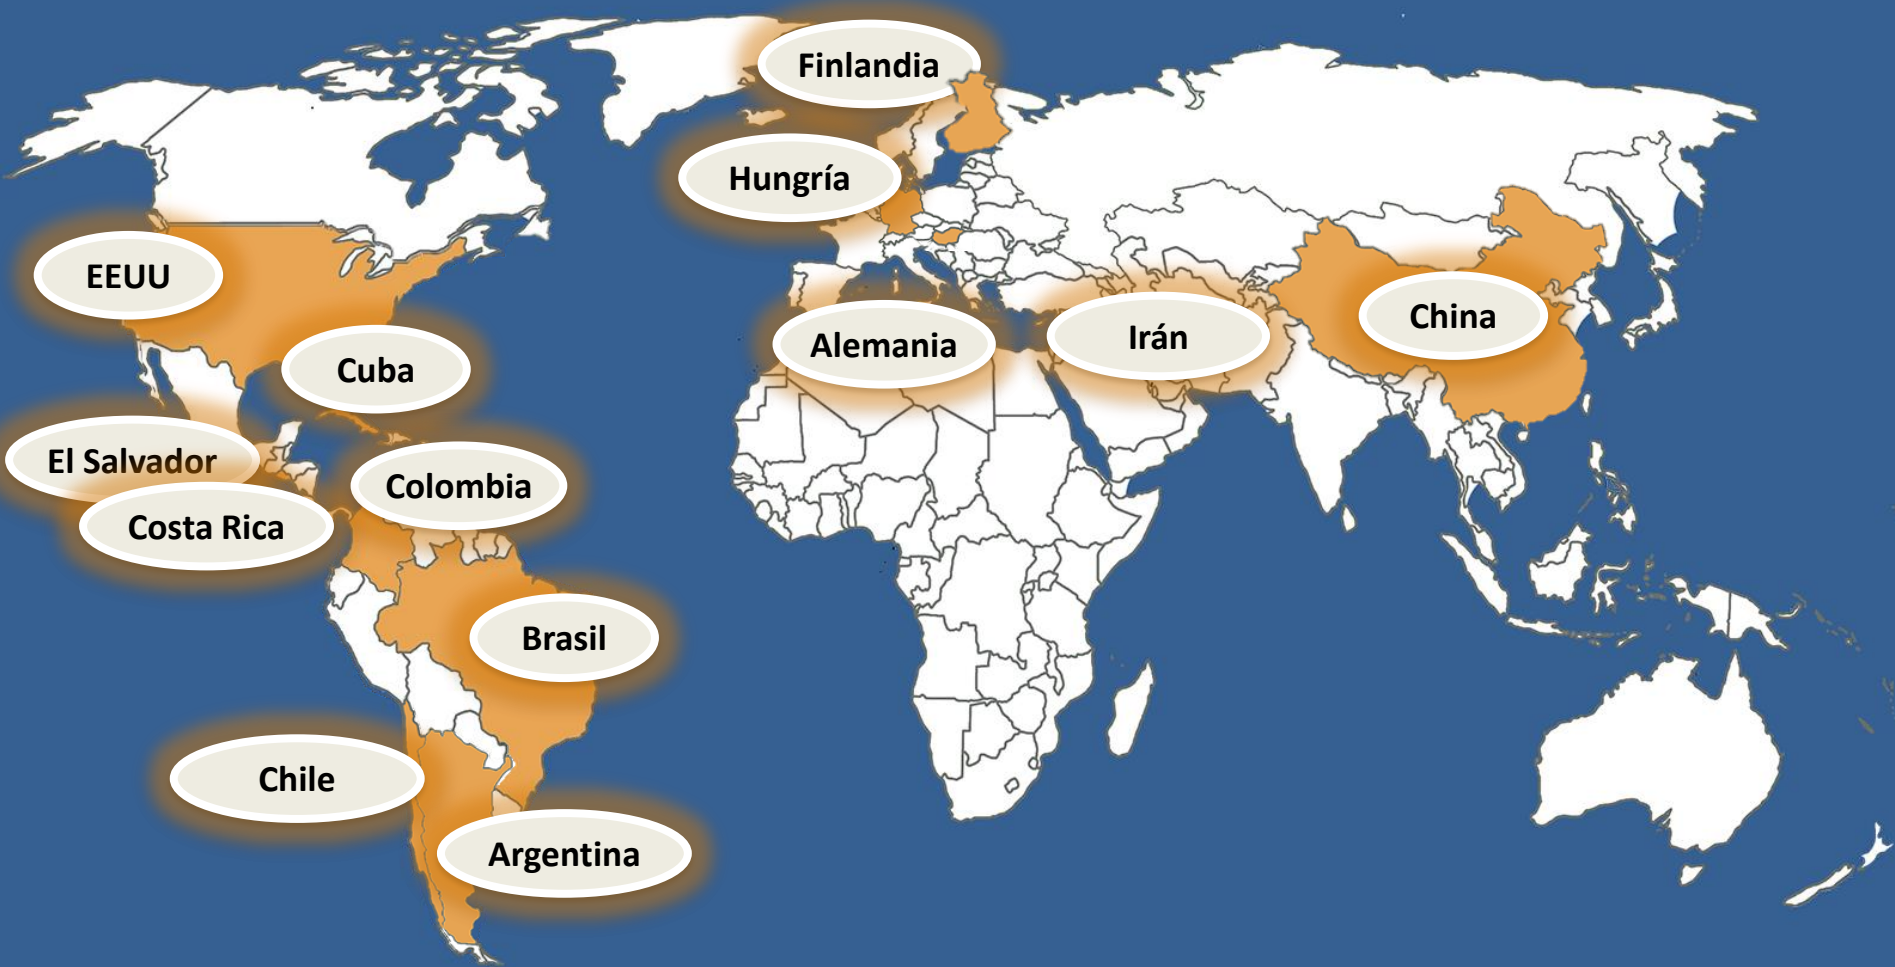 Finlandia
Hungría
EEUU
China
Irán
Alemania
Cuba
El Salvador
Colombia
Costa Rica
Brasil
Chile
Argentina